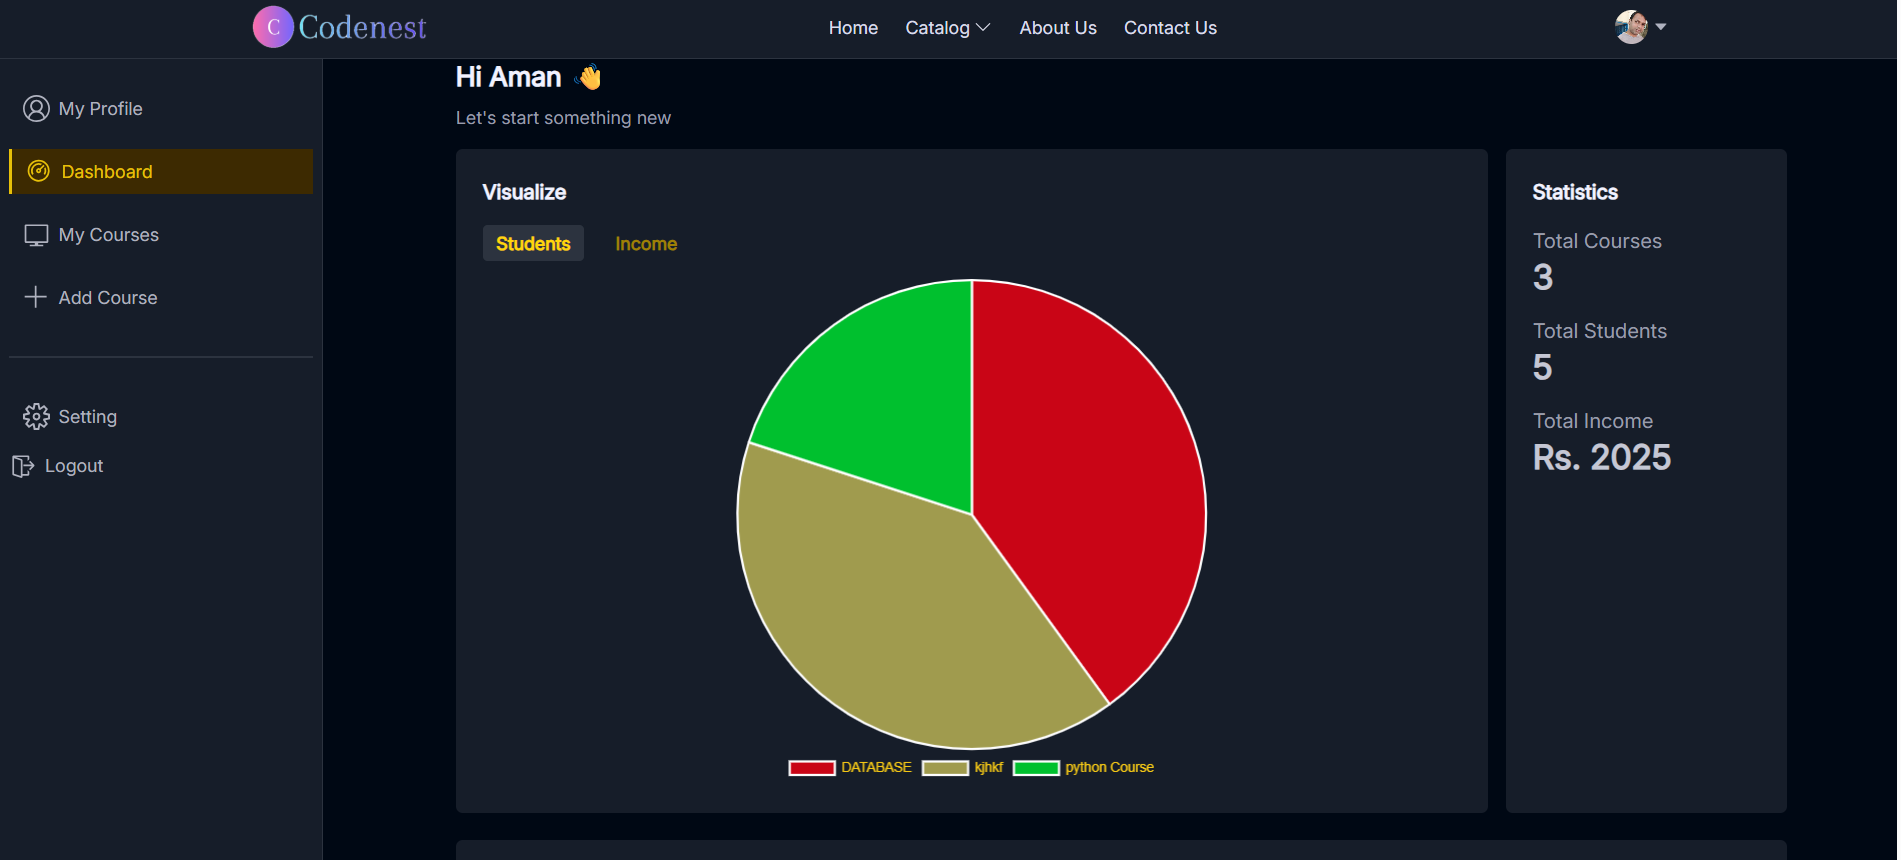 C Codenest
Home Catalog About Us Contact Us
My Profile
Dashboard
My Courses
Add Course
Setting
Logout
Hi Aman 👋
Let's start something new
Visualize
Students Income
DATABASE kjhkf python Course
Statistics
Total Courses
3
Total Students
5
Total Income
Rs. 2025